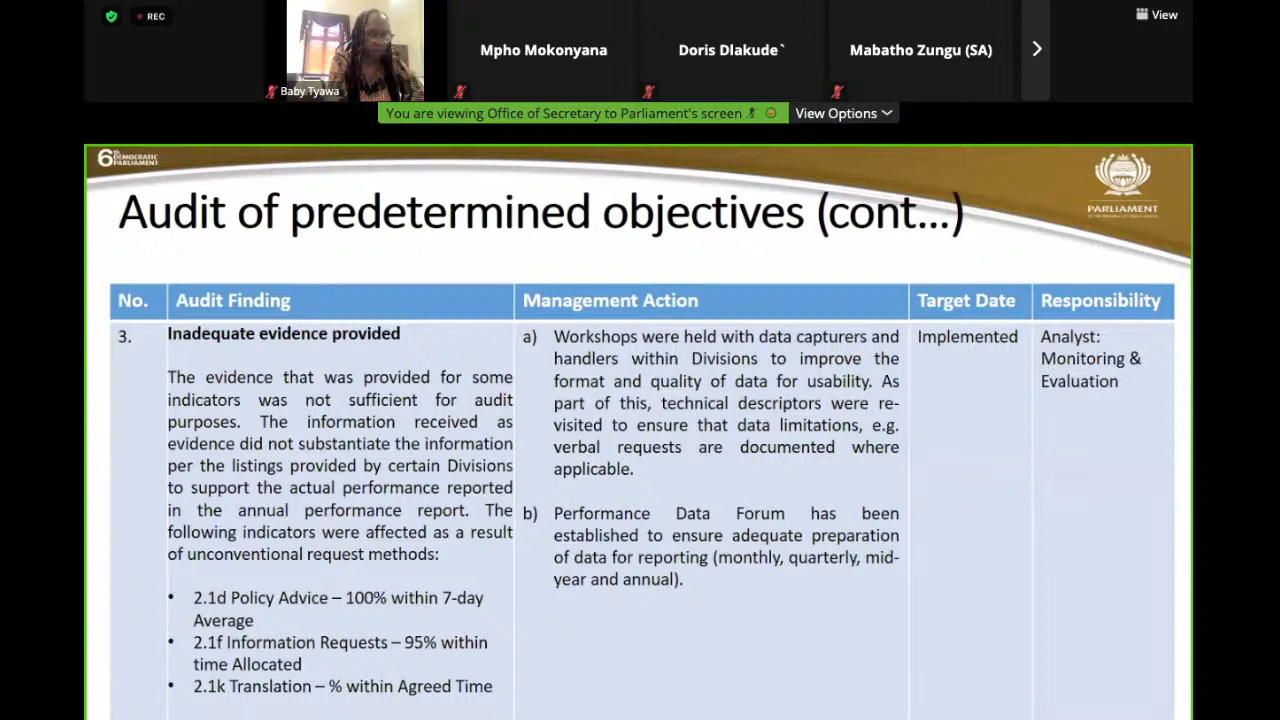 REC
View
Mpho Mokonyana
Doris Dlakude`
Mabatho Zungu (SA)
Baby Tyawa
You are viewing Office of Secretary to Parliament's screen
View Options
6th DEMOCRATIC
PARLIAMENT
PARLIAMENT
OF THE REPUBLIC OF SOUTH AFRICA
Audit of predetermined objectives (cont...)
No.
Audit Finding
Management Action
Target Date
Responsibility
3.
Inadequate evidence provided
The evidence that was provided for some
indicators was not sufficient for audit
purposes. The information received as
evidence did not substantiate the information
per the listings provided by certain Divisions
to support the actual performance reported
in the annual performance report. The
following indicators were affected as a result
of unconventional request methods:
• 2.1d Policy Advice – 100% within 7-day
Average
• 2.1f Information Requests – 95% within
time Allocated
• 2.1k Translation – % within Agreed Time
a) Workshops were held with data capturers and
handlers within Divisions to improve the
format and quality of data for usability. As
part of this, technical descriptors were re-
visited to ensure that data limitations, e.g.
verbal requests are documented where
applicable.
b) Performance Data Forum has been
established to ensure adequate preparation
of data for reporting (monthly, quarterly, mid-
year and annual).
Implemented
Analyst:
Monitoring &
Evaluation